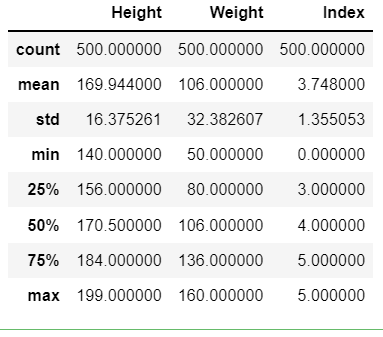 Height Weight Index
count 500.000000 500.000000 500.000000
mean 169.944000 106.000000 3.748000
std 16.375261 32.382607 1.355053
min 140.000000 50.000000 0.000000
25% 156.000000 80.000000 3.000000
50% 170.500000 106.000000 4.000000
75% 184.000000 136.000000 5.000000
max 199.000000 160.000000 5.000000